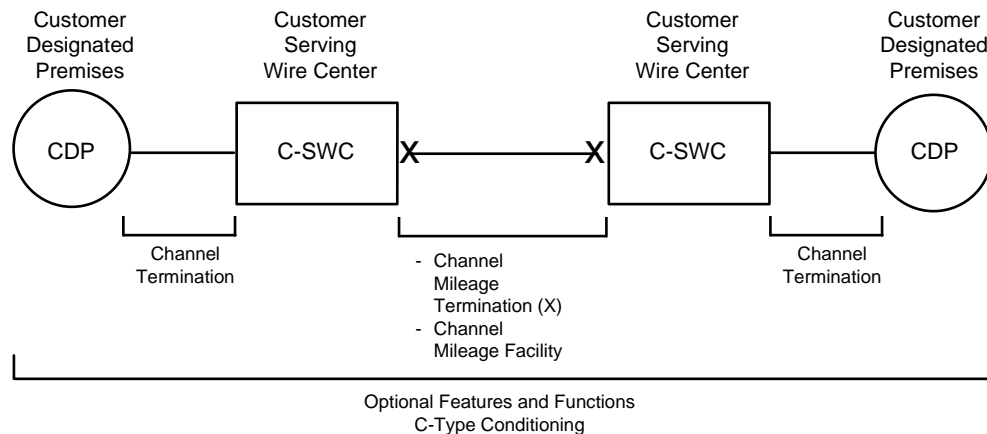 Customer
Designated
Premises
Customer
Serving
Wire Center
Customer
Serving
Wire Center
Customer
Designated
Premises
CDP
C-SWC
X
X
C-SWC
CDP
Channel
Termination
- Channel
Mileage
Termination (X)
- Channel
Mileage Facility
Channel
Termination
Optional Features and Functions
C-Type Conditioning